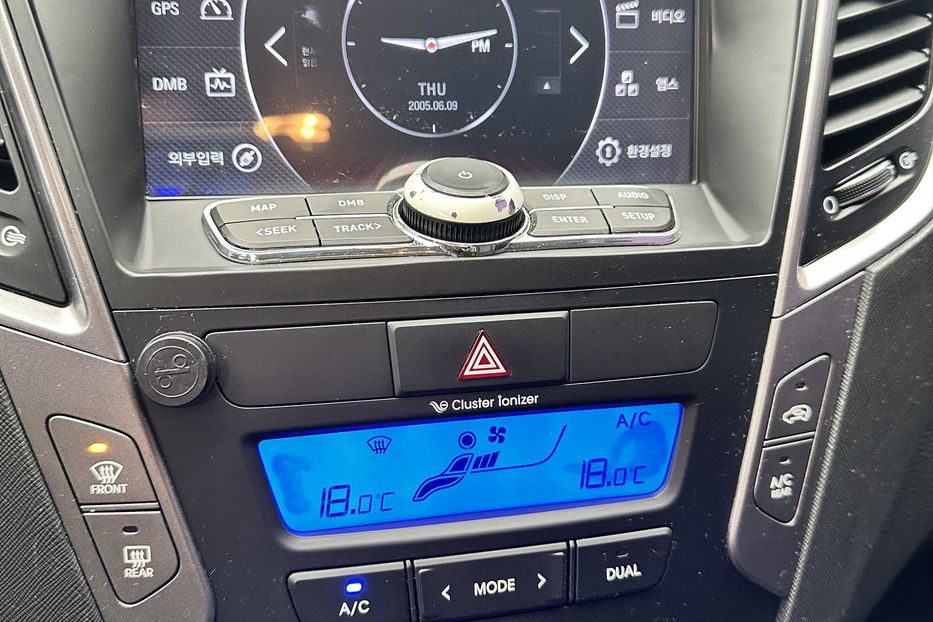 GPS
비디오
PM
DMB
앱스
THU
2005.06.09
외부입력
환경설정
MAP
DMB
DISP
AUDIO
<SEEK
TRACK>
ENTER
SETUP
Cluster ionizer
A/C
18.0°C
18.0°C
FRONT
REAR
A/C
REAR
A/C
< MODE >
DUAL